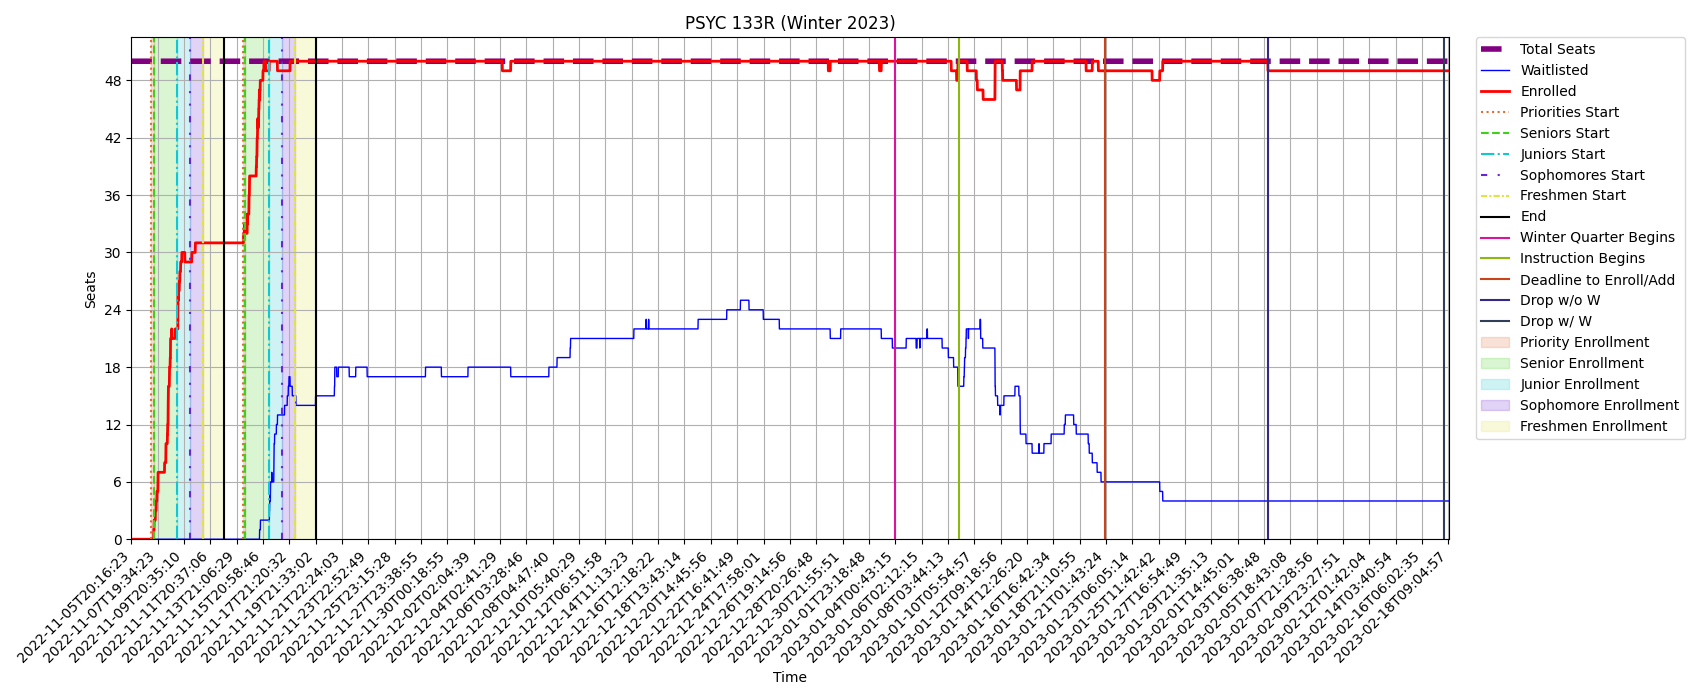 PSYC 133R (Winter 2023)
Seats
48
42
36
30
24
18
12
6
0
2022-11-05T20:16:23
2022-11-07T19:34:23
2022-11-09T20:35:10
2022-11-11T20:37:06
2022-11-13T21:06:29
2022-11-15T20:58:46
2022-11-17T21:20:32
2022-11-19T21:33:02
2022-11-21T22:24:03
2022-11-23T22:52:49
2022-11-25T23:15:28
2022-11-27T23:38:55
2022-11-30T00:18:55
2022-12-02T02:04:39
2022-12-04T02:41:29
2022-12-06T03:28:46
2022-12-08T04:47:40
2022-12-10T05:40:29
2022-12-12T06:51:58
2022-12-14T11:13:23
2022-12-16T12:18:22
2022-12-18T13:43:14
2022-12-20T14:45:56
2022-12-22T16:41:49
2022-12-24T17:58:01
2022-12-26T19:14:56
2022-12-28T20:26:48
2022-12-30T21:55:51
2023-01-01T23:18:48
2023-01-04T00:43:15
2023-01-06T02:12:15
2023-01-08T03:44:13
2023-01-10T05:54:57
2023-01-12T09:18:56
2023-01-14T12:26:20
2023-01-16T16:42:34
2023-01-18T21:10:55
2023-01-21T01:43:24
2023-01-23T06:05:14
2023-01-25T11:42:42
2023-01-27T16:54:49
2023-01-29T21:35:13
2023-02-01T14:45:01
2023-02-03T16:38:48
2023-02-05T18:43:08
2023-02-07T21:28:56
2023-02-09T23:27:51
2023-02-12T01:42:04
2023-02-14T03:40:54
2023-02-16T06:02:35
2023-02-18T09:04:57
Time
Total Seats
Waitlisted
Enrolled
Priorities Start
Seniors Start
Juniors Start
Sophomores Start
Freshmen Start
End
Winter Quarter Begins
Instruction Begins
Deadline to Enroll/Add
Drop w/o W
Drop w/ W
Priority Enrollment
Senior Enrollment
Junior Enrollment
Sophomore Enrollment
Freshmen Enrollment